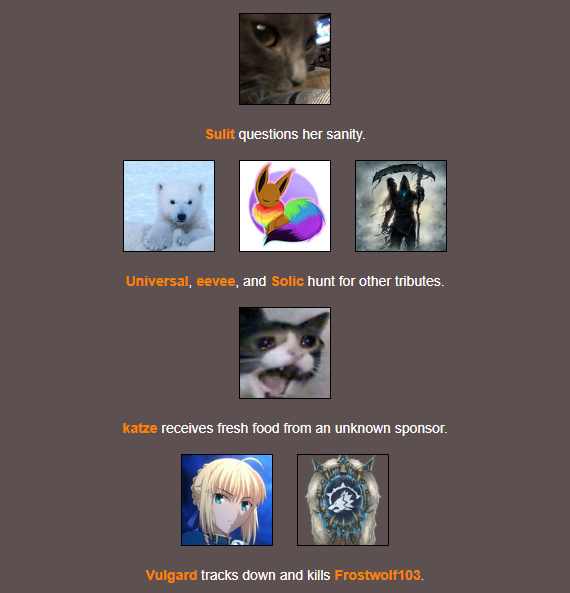 Sulit questions her sanity.
Universal, eevee, and Solic hunt for other tributes.
katze receives fresh food from an unknown sponsor.
Vulgard tracks down and kills Frostwolf103.